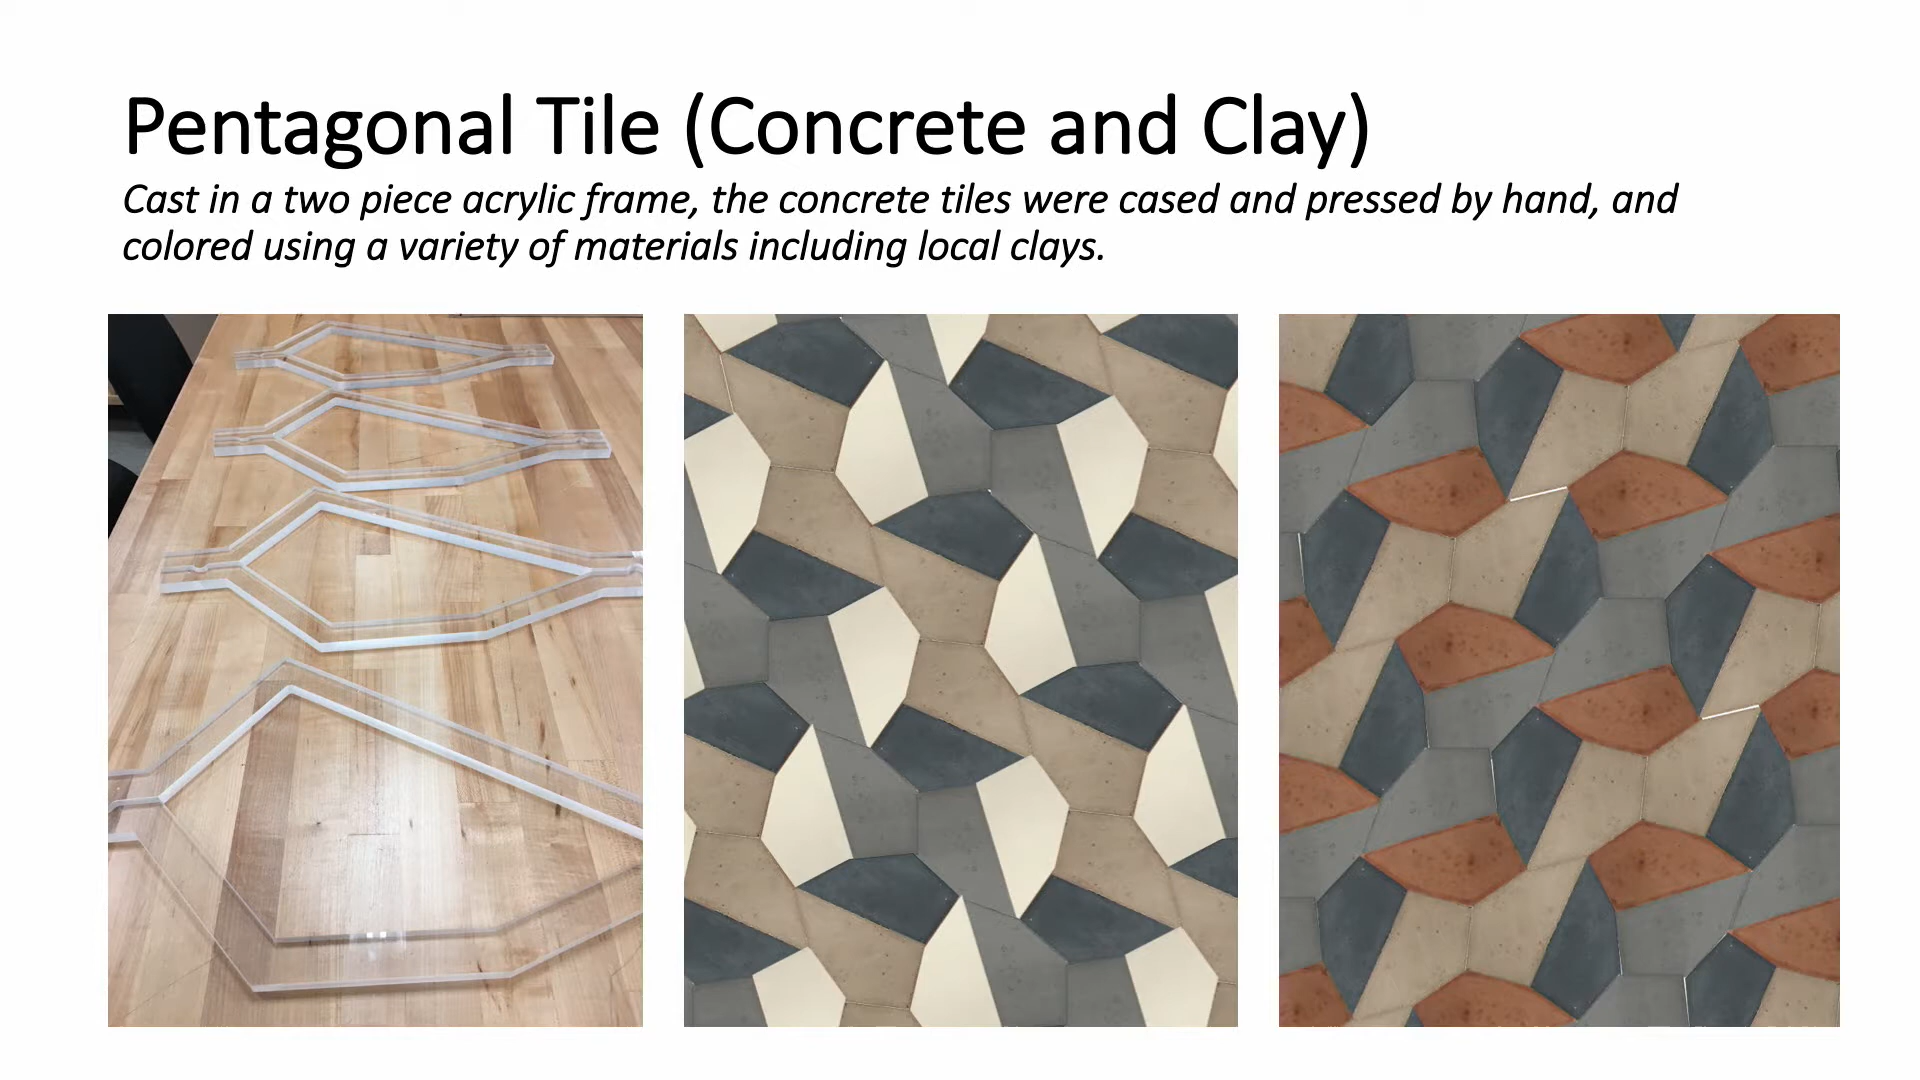 Pentagonal Tile (Concrete and Clay)
Cast in a two piece acrylic frame, the concrete tiles were cased and pressed by hand, and
colored using a variety of materials including local clays.